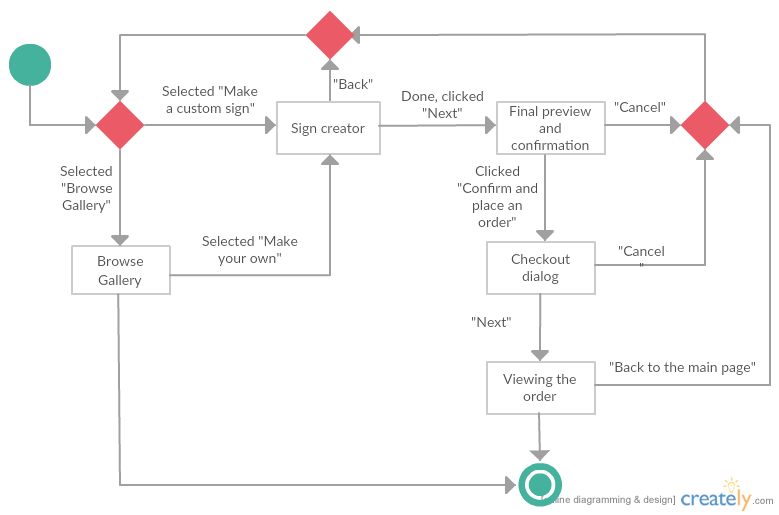 Selected "Make
a custom sign"
"Back"
Sign creator
Done, clicked
"Next"
Final preview
and
confirmation
"Cancel"
Selected
"Browse
Gallery"
Clicked
"Confirm and
place an
order"
Selected "Make
your own"
Browse
Gallery
Checkout
dialog
"Cancel
"
"Next"
Viewing the
order
"Back to the main page"
diagramming & design]
creately.com